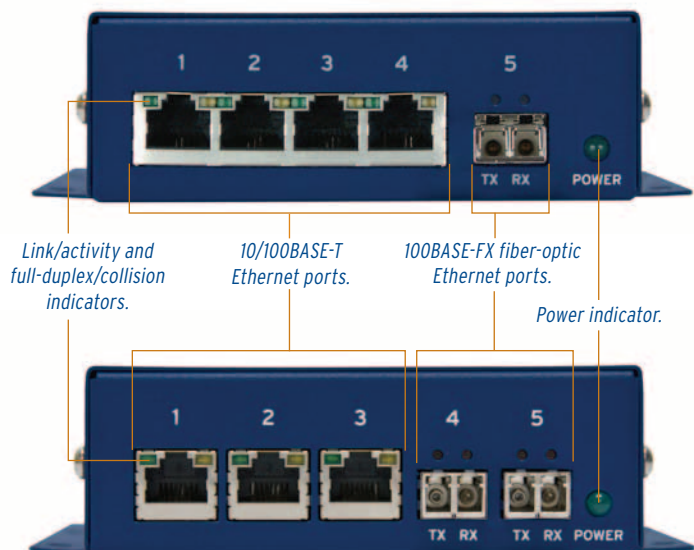 1 2 3 4 5
TX RX POWER
Link/activity and
full-duplex/collision
indicators.
10/100BASE-T
Ethernet ports.
100BASE-FX fiber-optic
Ethernet ports.
Power indicator.
1 2 3 4 5
TX RX TX RX POWER